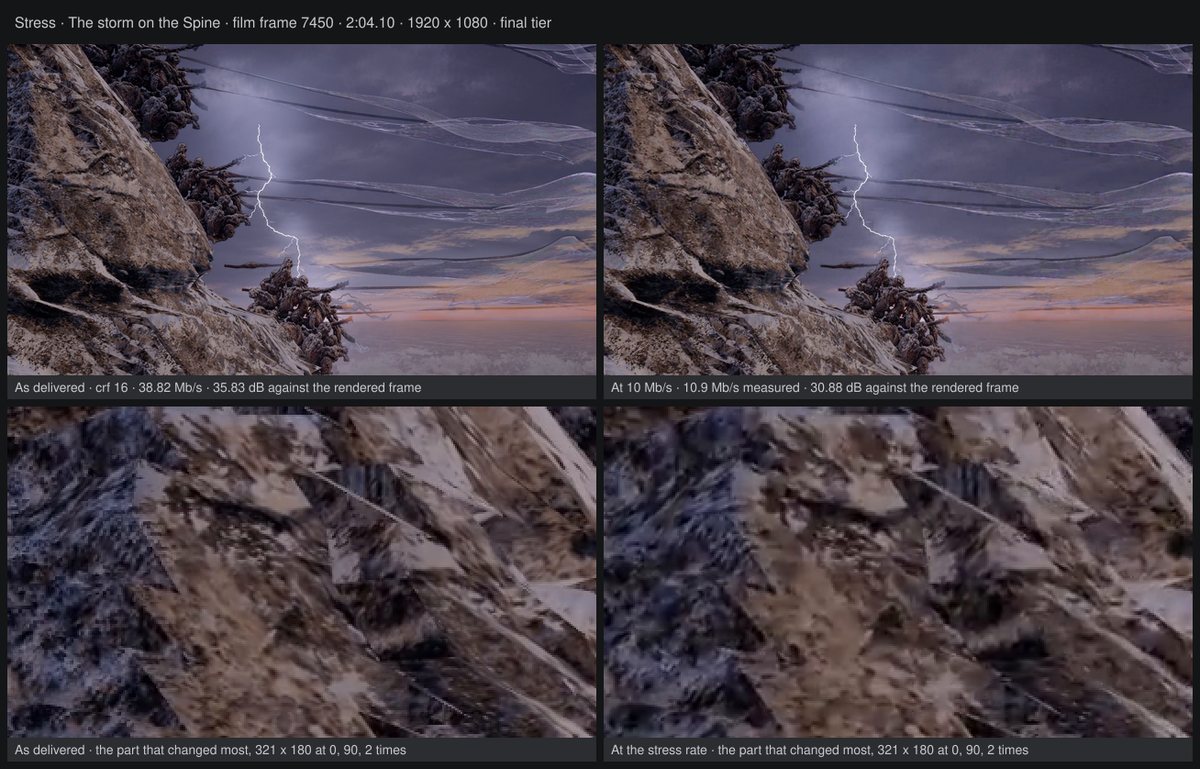 Stress · The storm on the Spine · film frame 7450 · 2:04.10 · 1920 x 1080 · final tier
As delivered · crf 16 · 38.82 Mb/s · 35.83 dB against the rendered frame
At 10 Mb/s · 10.9 Mb/s measured · 30.88 dB against the rendered frame
As delivered · the part that changed most, 321 x 180 at 0, 90, 2 times
At the stress rate · the part that changed most, 321 x 180 at 0, 90, 2 times